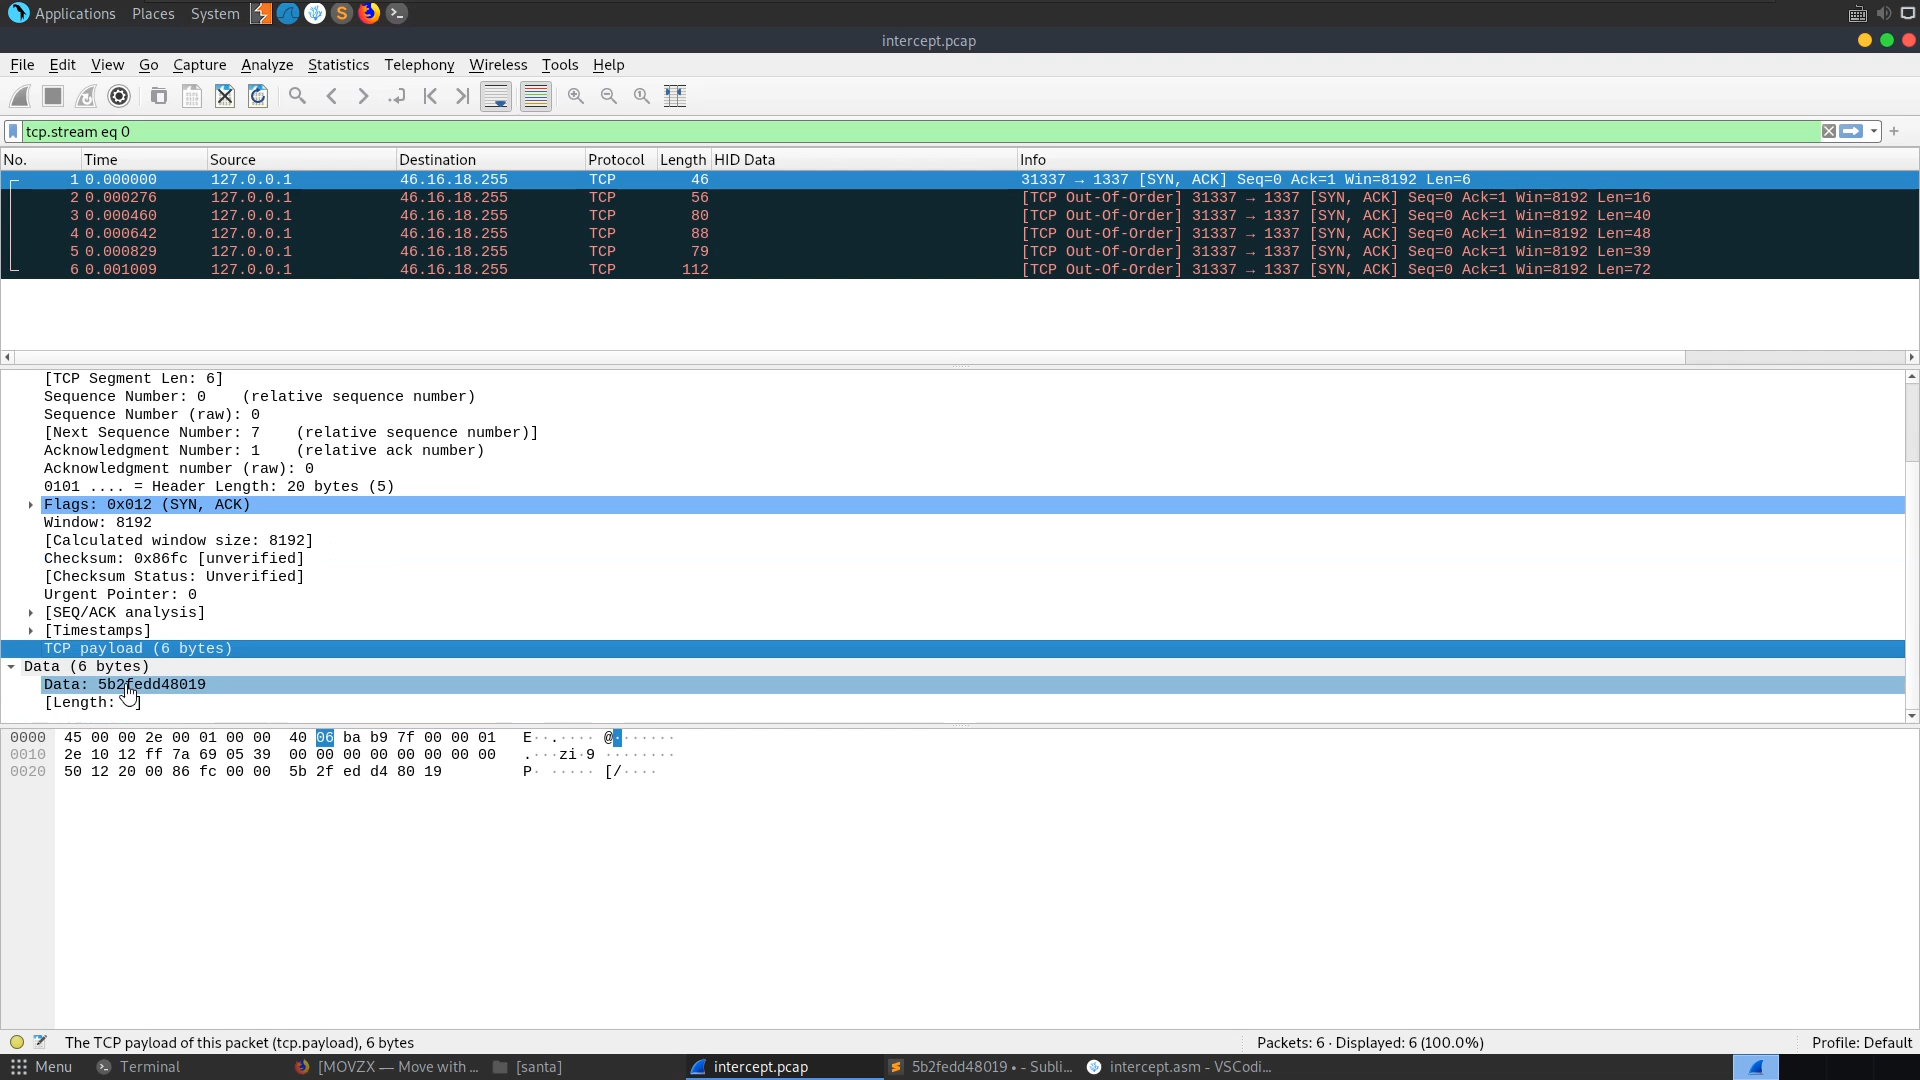 Applications Places System
intercept.pcap
File Edit View Go Capture Analyze Statistics Telephony Wireless Tools Help
tcp.stream eq 0
No. Time Source Destination Protocol Length HID Data Info
1 0.000000 127.0.0.1 46.16.18.255 TCP 46 31337 → 1337 [SYN, ACK] Seq=0 Ack=1 Win=8192 Len=6
2 0.000276 127.0.0.1 46.16.18.255 TCP 56 [TCP Out-Of-Order] 31337 → 1337 [SYN, ACK] Seq=0 Ack=1 Win=8192 Len=16
3 0.000460 127.0.0.1 46.16.18.255 TCP 80 [TCP Out-Of-Order] 31337 → 1337 [SYN, ACK] Seq=0 Ack=1 Win=8192 Len=40
4 0.000642 127.0.0.1 46.16.18.255 TCP 88 [TCP Out-Of-Order] 31337 → 1337 [SYN, ACK] Seq=0 Ack=1 Win=8192 Len=48
5 0.000829 127.0.0.1 46.16.18.255 TCP 79 [TCP Out-Of-Order] 31337 → 1337 [SYN, ACK] Seq=0 Ack=1 Win=8192 Len=39
6 0.001009 127.0.0.1 46.16.18.255 TCP 112 [TCP Out-Of-Order] 31337 → 1337 [SYN, ACK] Seq=0 Ack=1 Win=8192 Len=72
[TCP Segment Len: 6]
Sequence Number: 0 (relative sequence number)
Sequence Number (raw): 0
[Next Sequence Number: 7 (relative sequence number)]
Acknowledgment Number: 1 (relative ack number)
Acknowledgment number (raw): 0
0101 .... = Header Length: 20 bytes (5)
Flags: 0x012 (SYN, ACK)
Window: 8192
[Calculated window size: 8192]
Checksum: 0x86fc [unverified]
[Checksum Status: Unverified]
Urgent Pointer: 0
[SEQ/ACK analysis]
[Timestamps]
TCP payload (6 bytes)
Data (6 bytes)
Data: 5b2fedd48019
[Length: ]
0000 45 00 00 2e 00 01 00 00 40 06 ba b9 7f 00 00 01 E··.····@·······
0010 2e 10 12 ff 7a 69 05 39 00 00 00 00 00 00 00 00 .···zi·9········
0020 50 12 20 00 86 fc 00 00 5b 2f ed d4 80 19 P· ·····[/····
The TCP payload of this packet (tcp.payload), 6 bytes Packets: 6 · Displayed: 6 (100.0%) Profile: Default
Menu Terminal [MOVZX — Move with ... [santa] intercept.pcap 5b2fedd48019 • - Subli... intercept.asm - VSCodi...